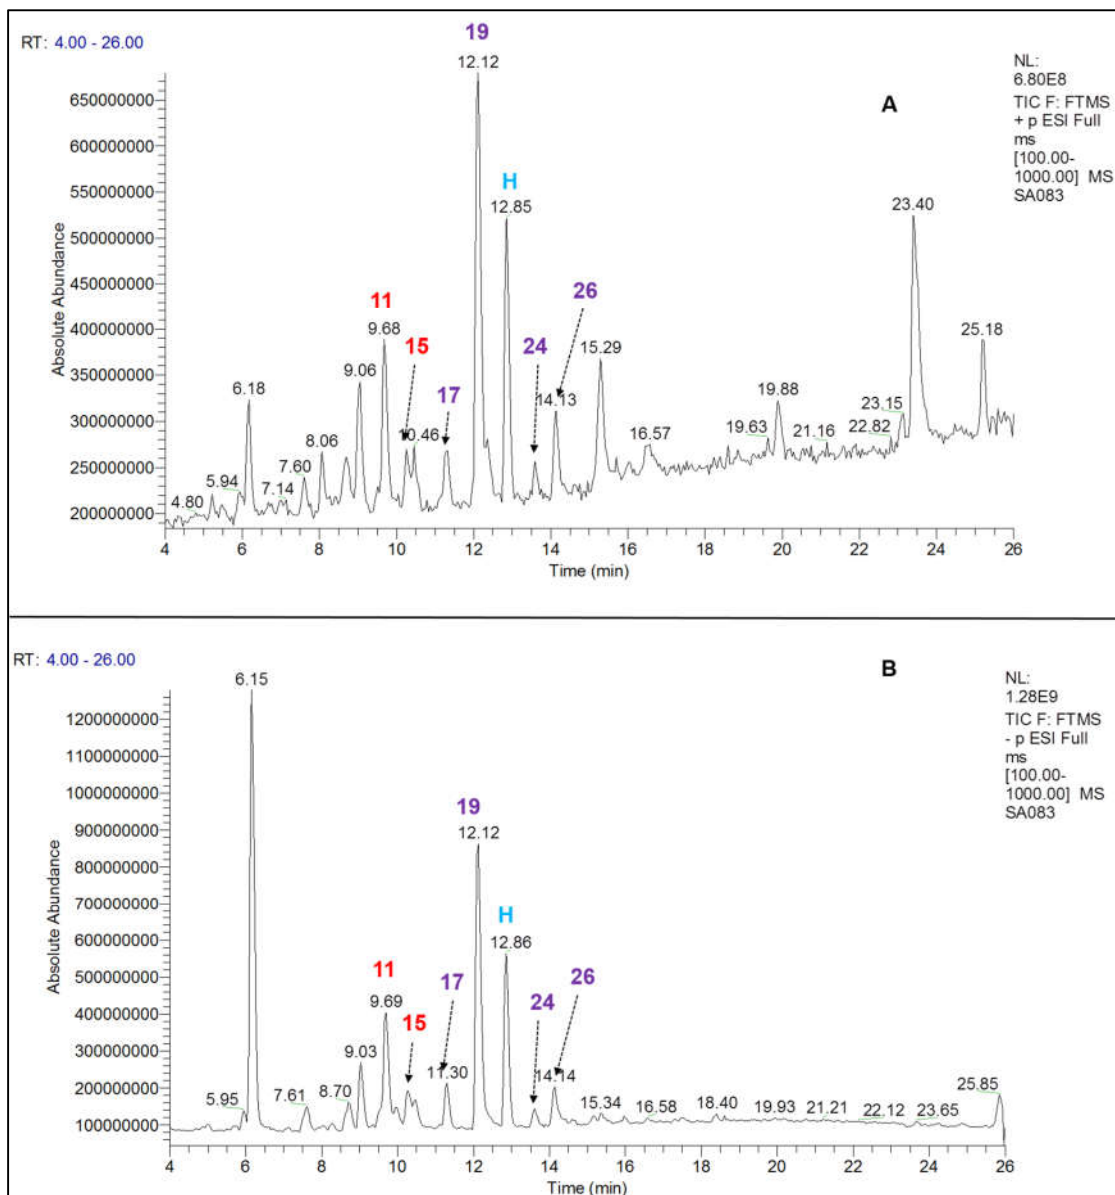 RT: 4.00 - 26.00
19
12.12
A
NL:
6.80E8
TIC F: FTMS
+ p ESI Full
ms
[100.00-
1000.00] MS
SA083
H
12.85
23.40
11
9.68
15
26
24
17
15.29
25.18
9.06
6.18
14.13
10.46
8.06
7.60
5.94
7.14
4.80
16.57
19.63
19.88
21.16
22.82
23.15
650000000
600000000
550000000
500000000
450000000
400000000
350000000
300000000
250000000
200000000
Absolute Abundance
4 6 8 10 12 14 16 18 20 22 24 26
Time (min)
RT: 4.00 - 26.00
6.15
B
NL:
1.28E9
TIC F: FTMS
- p ESI Full
ms
[100.00-
1000.00] MS
SA083
19
12.12
H
12.86
11
9.69
15
17
24
26
9.03
11.30
14.14
5.95
7.61
8.70
15.34
16.58
18.40
19.93
21.21
22.12
23.65
25.85
1200000000
1100000000
1000000000
900000000
800000000
700000000
600000000
500000000
400000000
300000000
200000000
100000000
Absolute Abundance
4 6 8 10 12 14 16 18 20 22 24 26
Time (min)